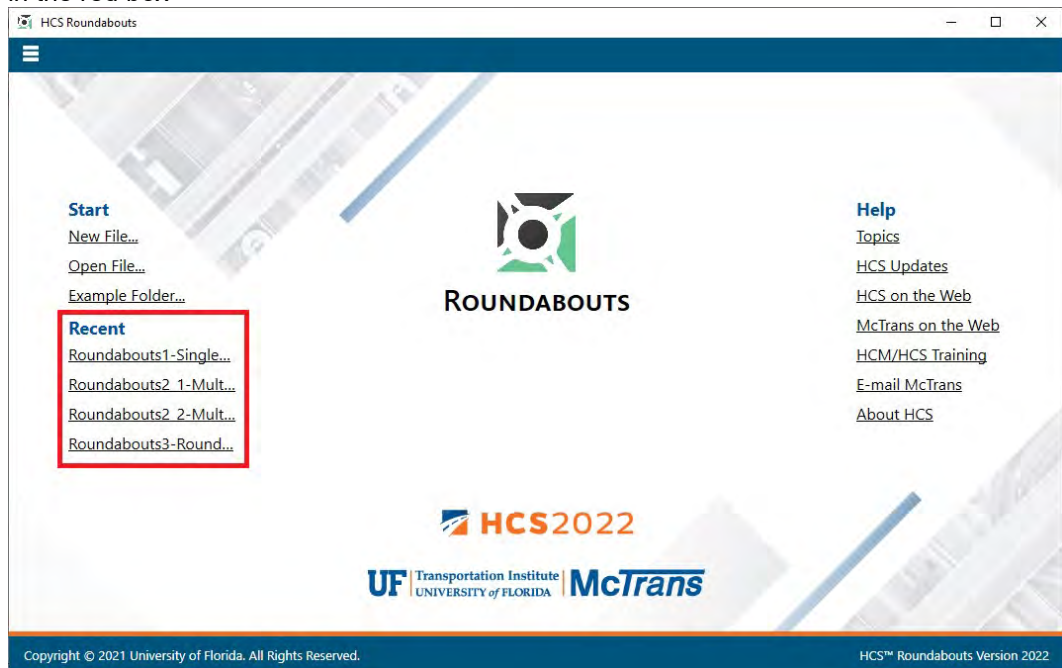 in the red box
HCS Roundabouts
Start
New File...
Open File...
Example Folder...
Recent
Roundabouts1-Single...
Roundabouts2_1-Mult...
Roundabouts2_2-Mult...
Roundabouts3-Round...
ROUNDABOUTS
Help
Topics
HCS Updates
HCS on the Web
McTrans on the Web
HCM/HCS Training
E-mail McTrans
About HCS
HCS2022
UF Transportation Institute
UNIVERSITY of FLORIDA
McTrans
Copyright © 2021 University of Florida. All Rights Reserved.
HCS™ Roundabouts Version 2022